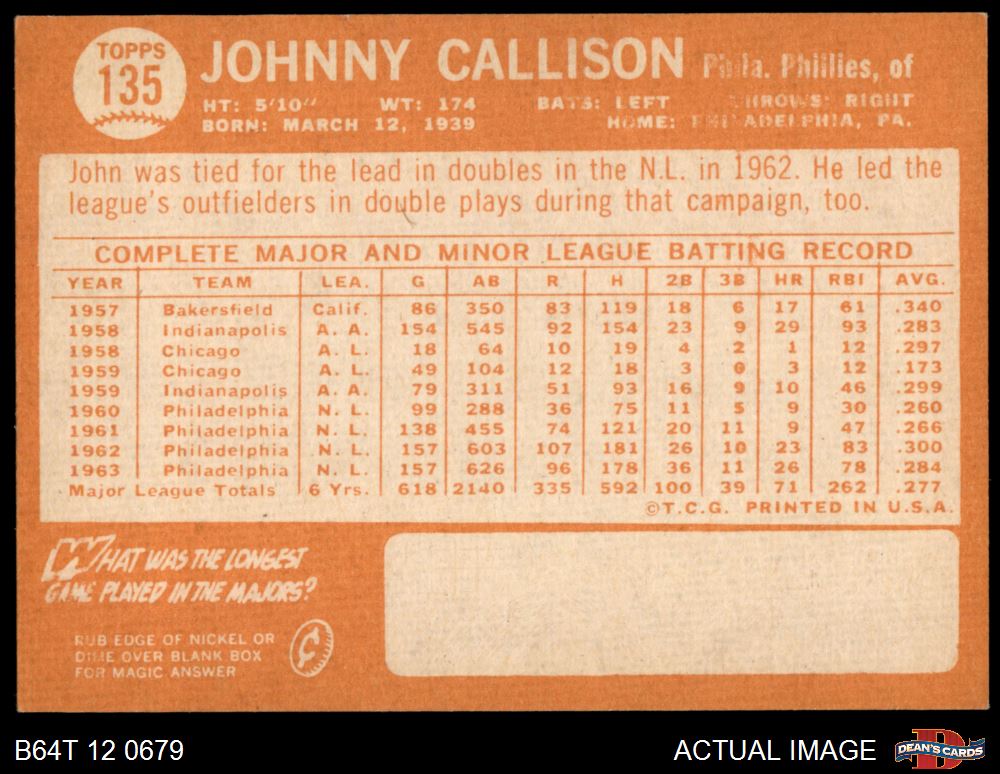 TOPPS
135
JOHNNY CALLISON Phila. Phillies, of
HT: 5'10" WT: 174 BATS: LEFT THROWS: RIGHT
BORN: MARCH 12, 1939 HOME: PHILADELPHIA, PA.
John was tied for the lead in doubles in the N.L. in 1962. He led the
league's outfielders in double plays during that campaign, too.
COMPLETE MAJOR AND MINOR LEAGUE BATTING RECORD
YEAR TEAM LEA. G AB R H 2B 3B HR RBI AVG.
1957 Bakersfield Calif. 86 350 83 119 18 6 17 61 .340
1958 Indianapolis A. A. 154 545 92 154 23 9 29 93 .283
1958 Chicago A. L. 18 64 10 19 4 2 1 12 .297
1959 Chicago A. L. 49 104 12 18 3 0 3 12 .173
1959 Indianapolis A. A. 79 311 51 93 16 9 10 46 .299
1960 Philadelphia N. L. 99 288 36 75 11 5 9 30 .260
1961 Philadelphia N. L. 138 455 74 121 20 11 9 47 .266
1962 Philadelphia N. L. 157 603 107 181 26 10 23 83 .300
1963 Philadelphia N. L. 157 626 96 178 36 11 26 78 .284
Major League Totals 6 Yrs. 618 2140 335 592 100 39 71 262 .277
©T.C.G. PRINTED IN U.S.A.
WHAT WAS THE LONGEST
GAME PLAYED IN THE MAJORS?
RUB EDGE OF NICKEL OR
DIME OVER BLANK BOX
FOR MAGIC ANSWER
¢
B64T 12 0679 ACTUAL IMAGE DEAN'S CARDS